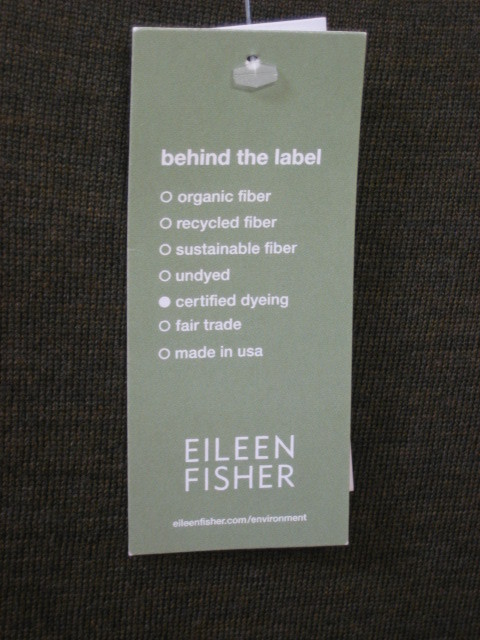 behind the label
organic fiber
recycled fiber
sustainable fiber
undyed
certified dyeing
fair trade
made in usa
EILEEN
FISHER
eileenfisher.com/environment